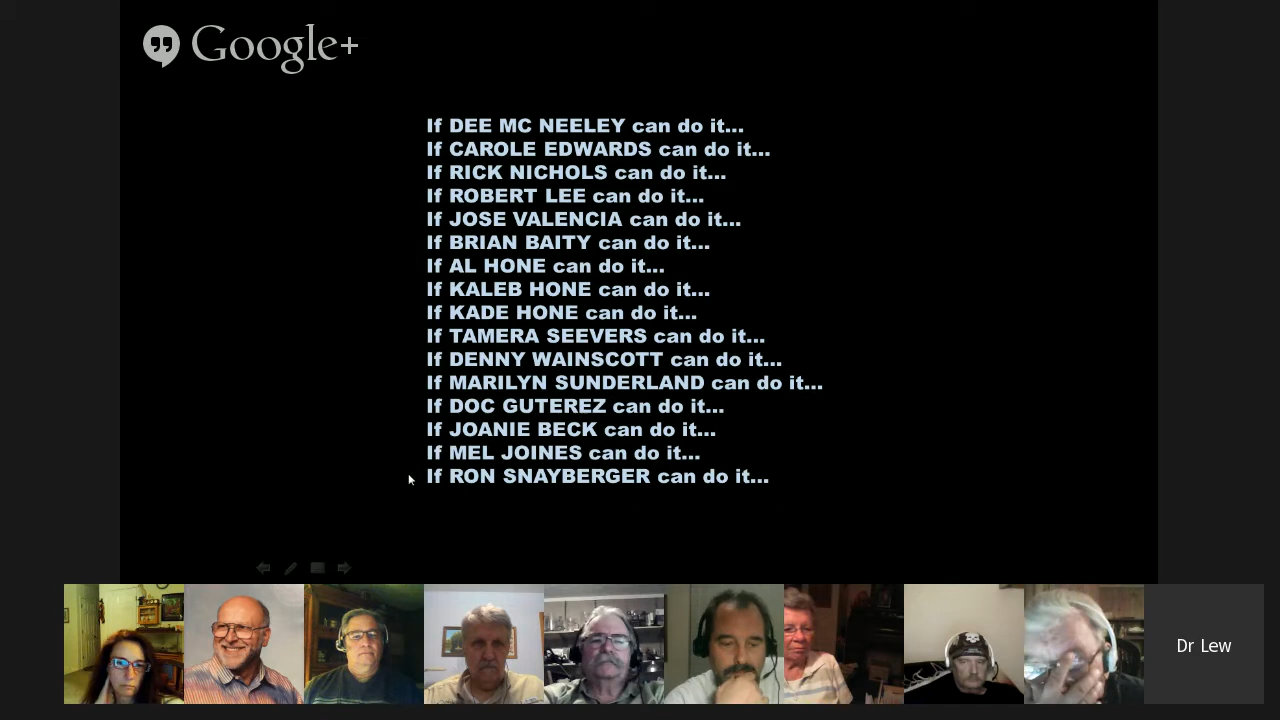 Google+
If DEE MC NEELEY can do it...
If CAROLE EDWARDS can do it...
If RICK NICHOLS can do it...
If ROBERT LEE can do it...
If JOSE VALENCIA can do it...
If BRIAN BAITY can do it...
If AL HONE can do it...
If KALEB HONE can do it...
If KADE HONE can do it...
If TAMERA SEEVERS can do it...
If DENNY WAINSCOTT can do it...
If MARILYN SUNDERLAND can do it...
If DOC GUTEREZ can do it...
If JOANIE BECK can do it...
If MEL JOINES can do it...
If RON SNAYBERGER can do it...
Dr Lew